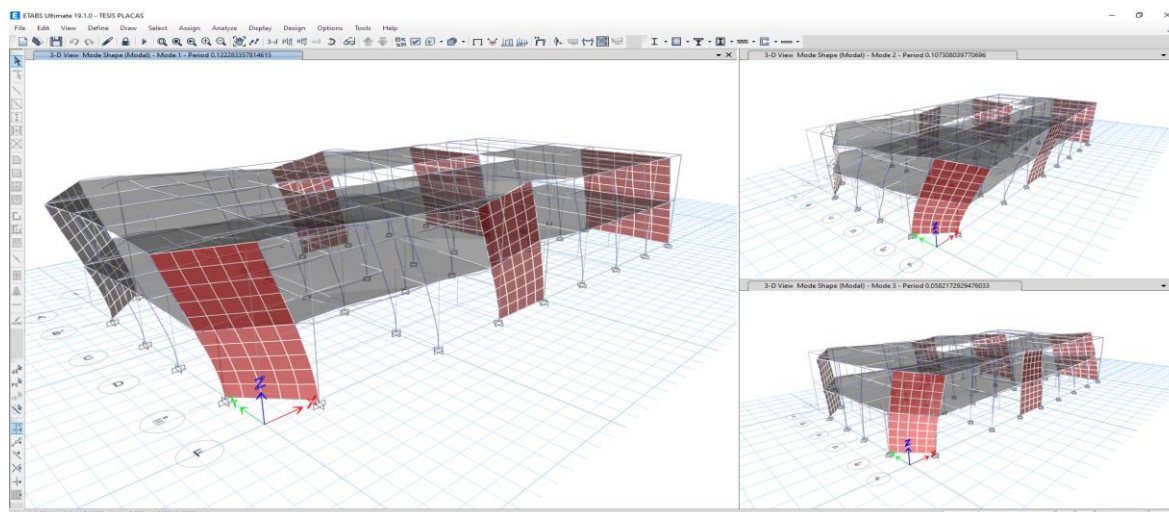 ETABS Ultimate 19.1.0 - TESIS PLACAS
File Edit View Define Draw Select Assign Analyze Display Design Options Tools Help
3-D View Mode Shape (Modal) - Mode 1 - Period 0.122283357814615
3-D View Mode Shape (Modal) - Mode 2 - Period 0.107308039770696
3-D View Mode Shape (Modal) - Mode 3 - Period 0.0582172929476033
C
D
F
Z
Y
X